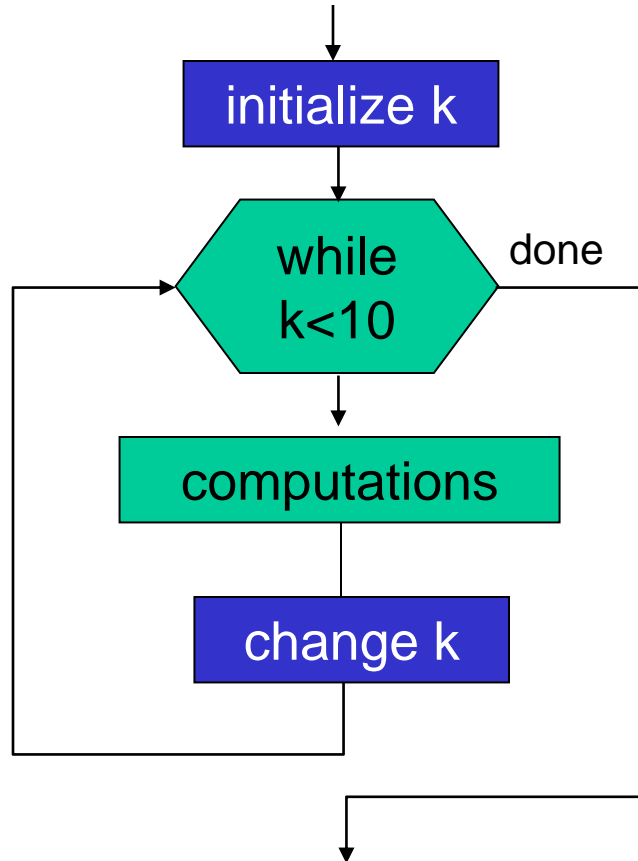 initialize k
while
k<10
done
computations
change k